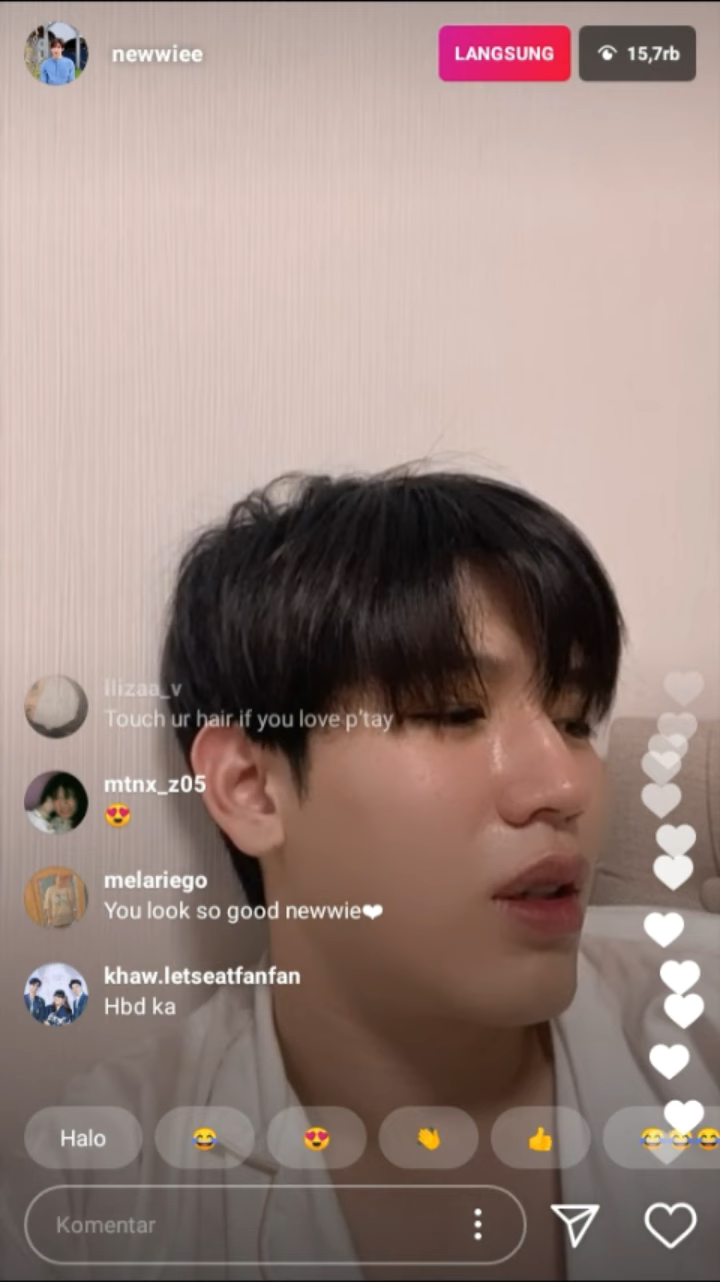 newwiee
LANGSUNG
15,7rb
llizaa_v
Touch ur hair if you love p'tay
mtnx_z05
😍
melariego
You look so good newwie❤
khaw.letseatfanfan
Hbd ka
Halo
😂
😍
👏
👍
😂😂😂
Komentar